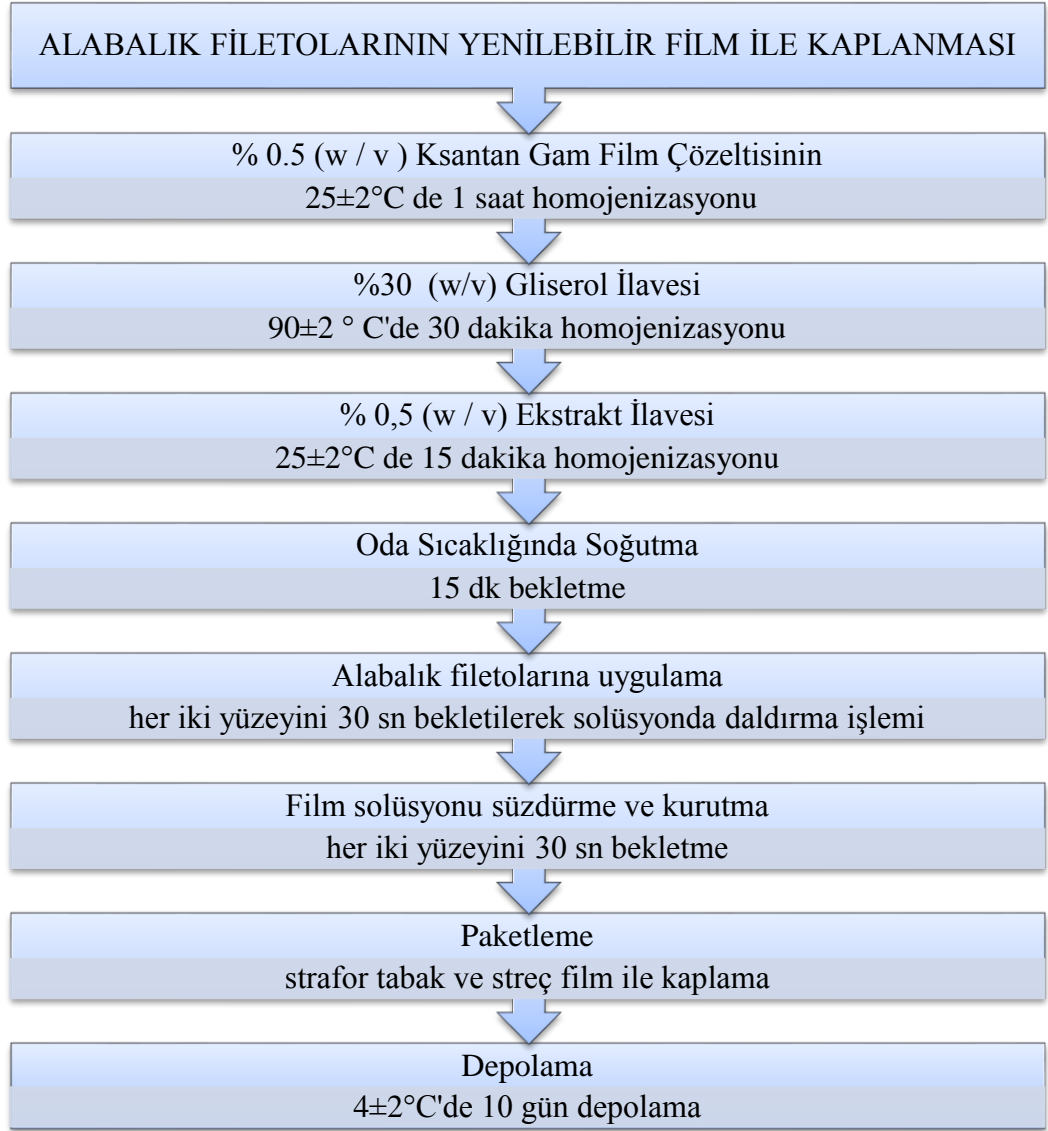 ALABALIK FİLETOLARININ YENİLEBİLİR FİLM İLE KAPLANMASI
% 0.5 (w / v ) Ksantan Gam Film Çözeltisinin
25±2°C de 1 saat homojenizasyonu
%30 (w/v) Gliserol İlavesi
90±2 ° C'de 30 dakika homojenizasyonu
% 0,5 (w / v) Ekstrakt İlavesi
25±2°C de 15 dakika homojenizasyonu
Oda Sıcaklığında Soğutma
15 dk bekletme
Alabalık filetolarına uygulama
her iki yüzeyini 30 sn bekletilerek solüsyonda daldırma işlemi
Film solüsyonu süzdürme ve kurutma
her iki yüzeyini 30 sn bekletme
Paketleme
strafor tabak ve streç film ile kaplama
Depolama
4±2°C'de 10 gün depolama